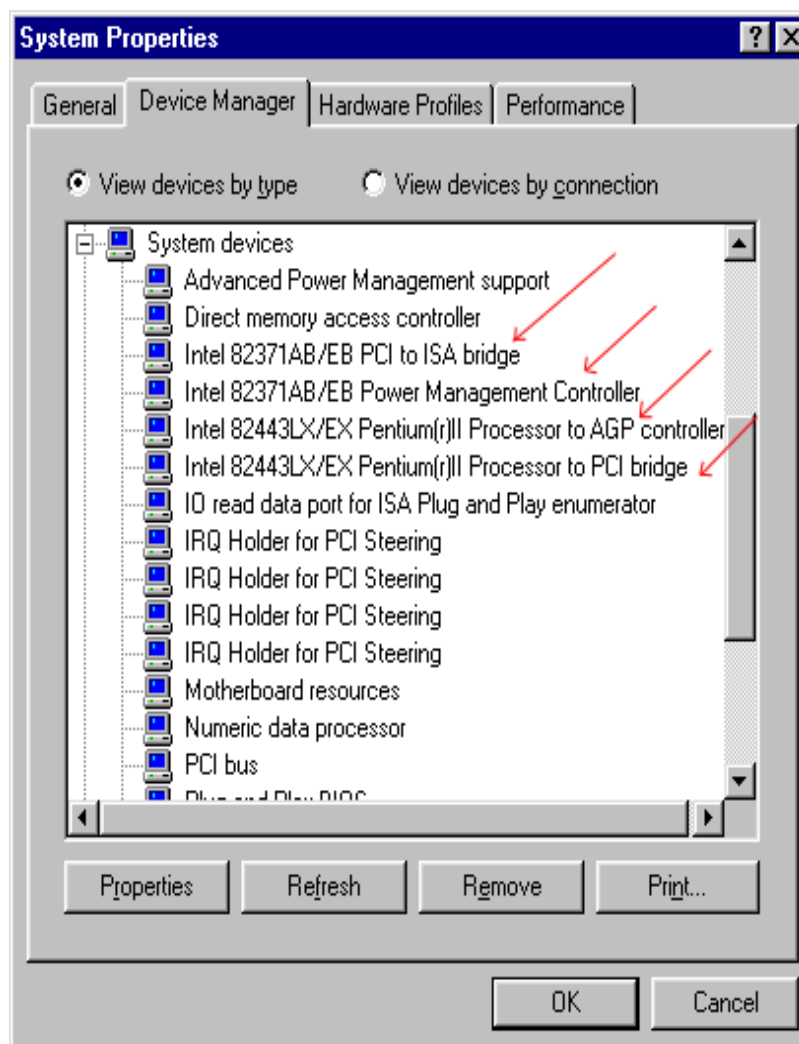 System Properties
General Device Manager Hardware Profiles Performance
View devices by type View devices by connection
System devices
Advanced Power Management support
Direct memory access controller
Intel 82371AB/EB PCI to ISA bridge
Intel 82371AB/EB Power Management Controller
Intel 82443LX/EX Pentium(r)II Processor to AGP controller
Intel 82443LX/EX Pentium(r)II Processor to PCI bridge
IO read data port for ISA Plug and Play enumerator
IRQ Holder for PCI Steering
IRQ Holder for PCI Steering
IRQ Holder for PCI Steering
IRQ Holder for PCI Steering
Motherboard resources
Numeric data processor
PCI bus
Plug and Play BIOS
Properties Refresh Remove Print...
OK Cancel